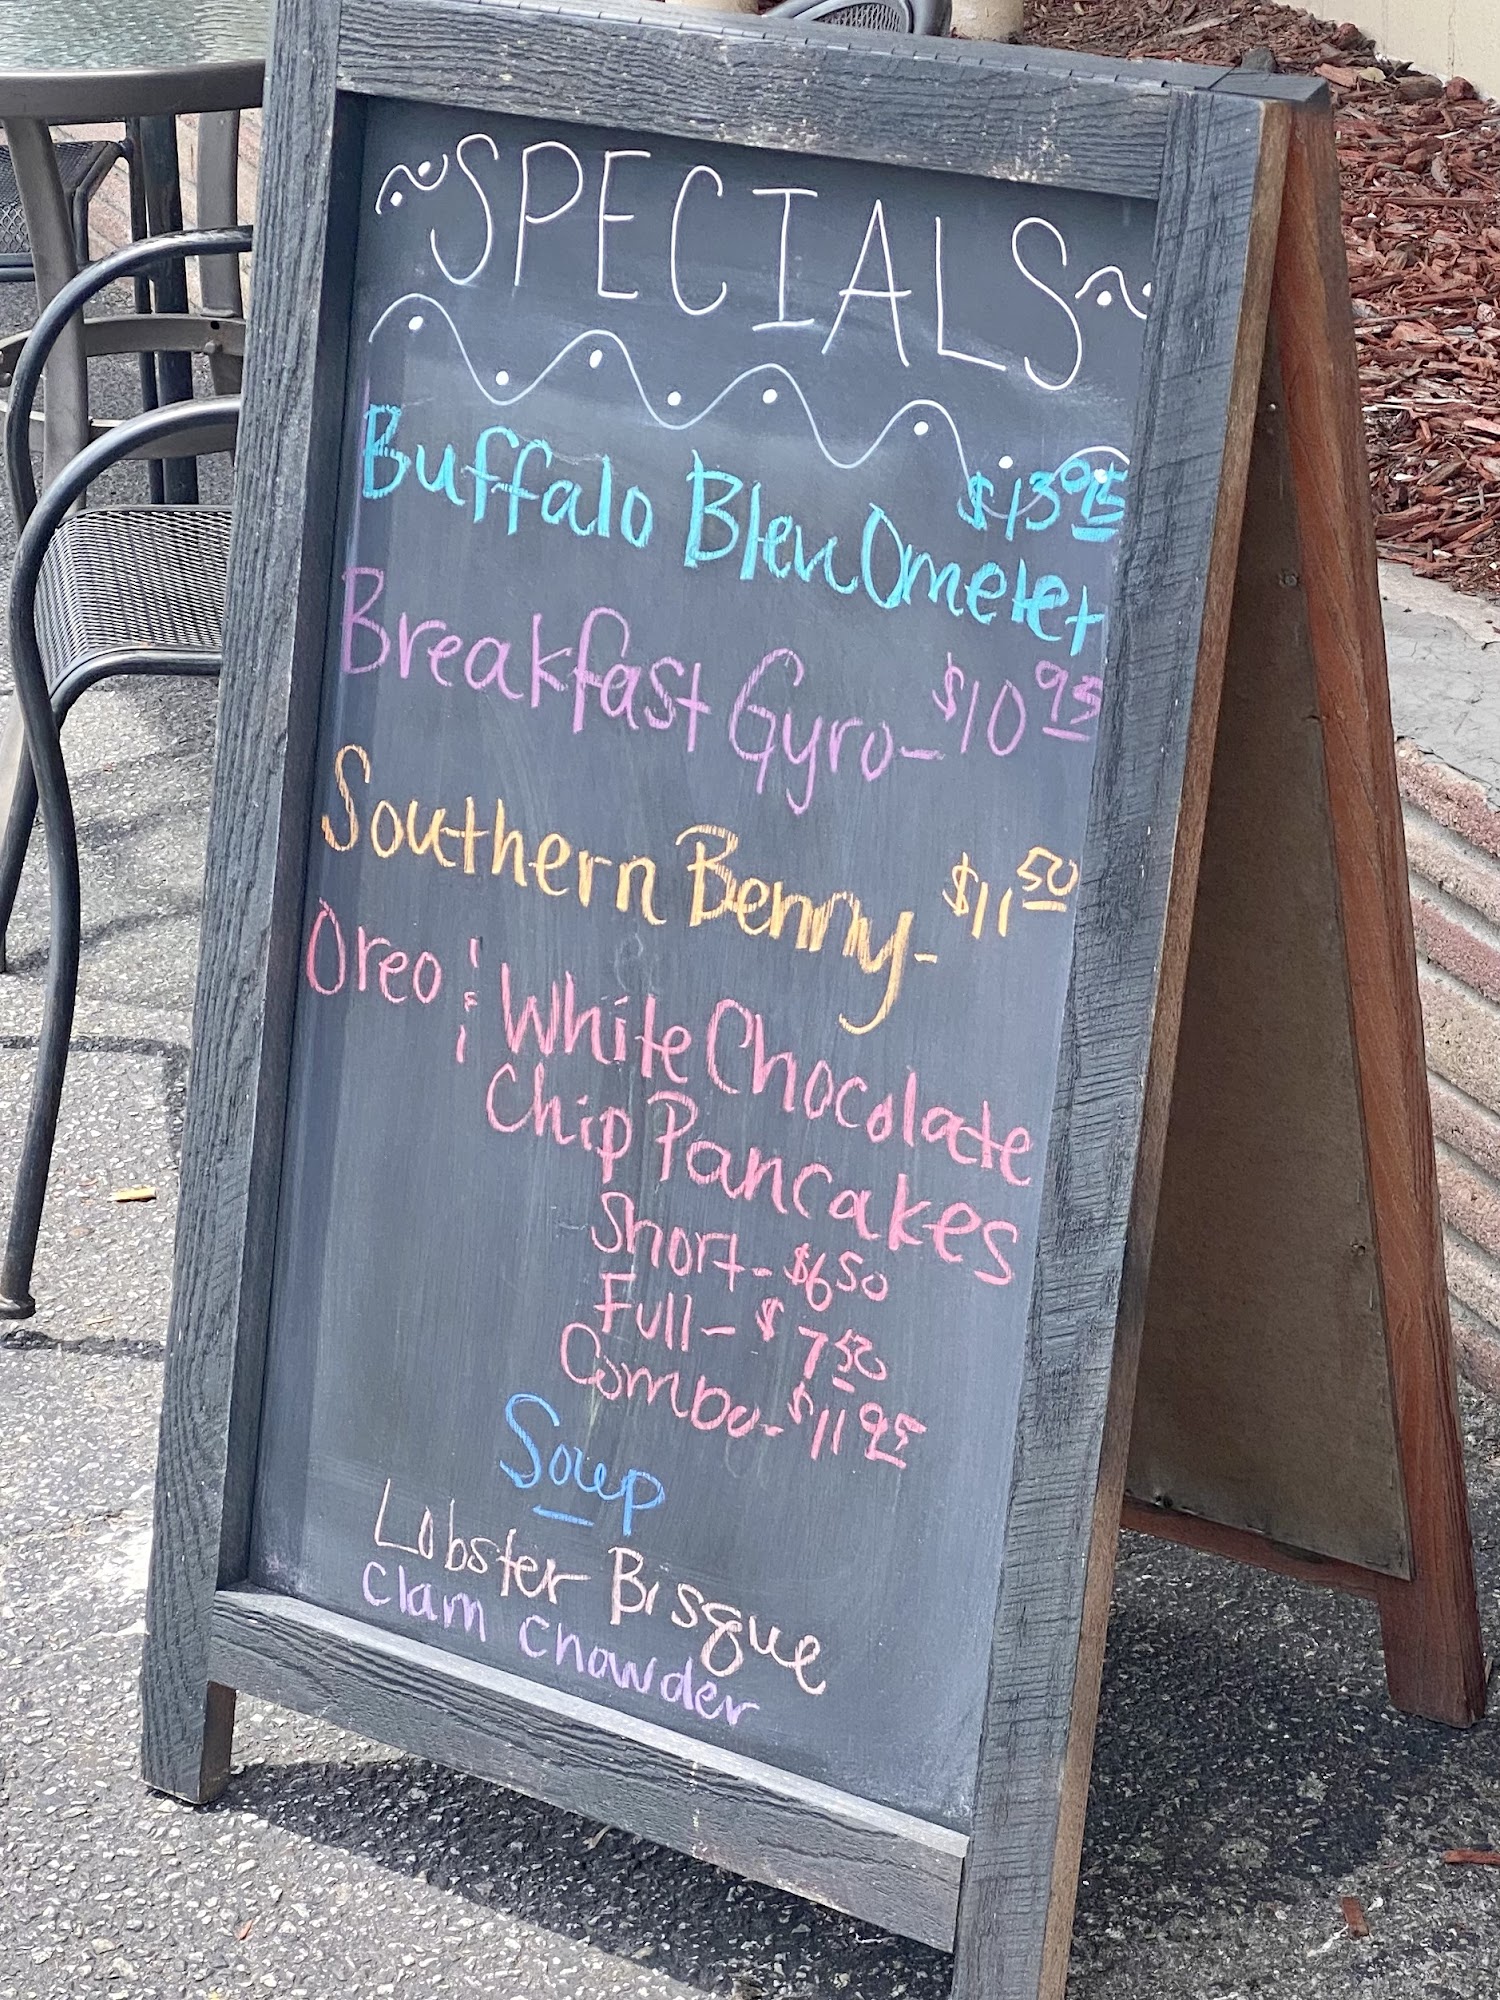 ~SPECIALS~
Buffalo Bleu Omelet $13.95
Breakfast Gyro - $10.95
Southern Benny - $11.50
Oreo & White Chocolate
Chip Pancakes
Short - $6.50
Full - $7.50
Combo - $11.95
Soup
Lobster Bisque
Clam Chowder